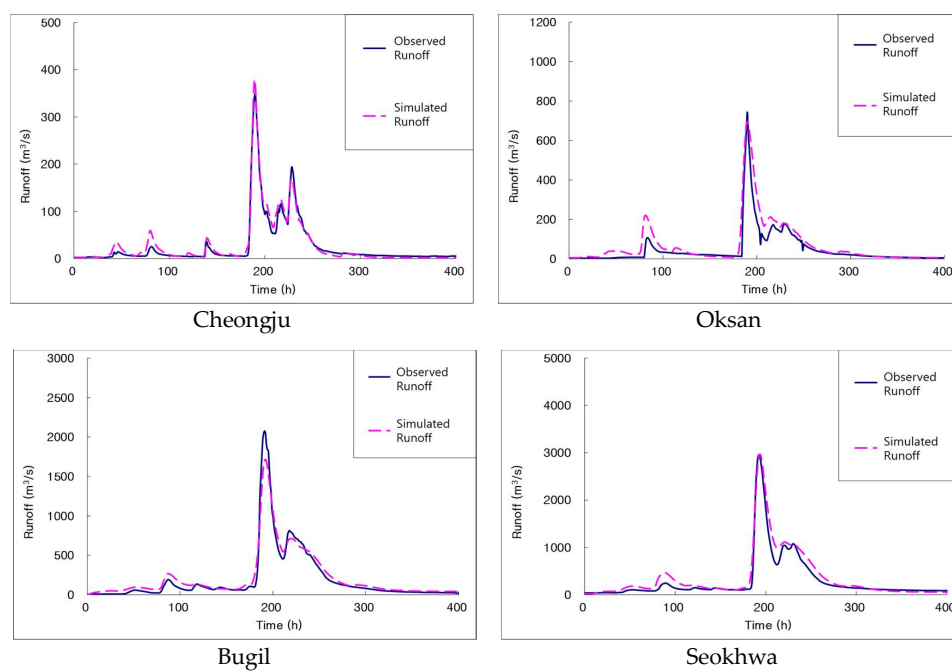 500
400
300
200
100
0
0 100 200 300 400
Runoff (m³/s)
Time (h)
Observed
Runoff
Simulated
Runoff
Cheongju
1200
1000
800
600
400
200
0
0 100 200 300 400
Runoff (m³/s)
Time (h)
Observed
Runoff
Simulated
Runoff
Oksan
3000
2500
2000
1500
1000
500
0
0 100 200 300 400
Runoff (m³/s)
Time (h)
Observed
Runoff
Simulated
Runoff
Bugil
5000
4000
3000
2000
1000
0
0 100 200 300 400
Runoff (m³/s)
Time (h)
Observed
Runoff
Simulated
Runoff
Seokhwa